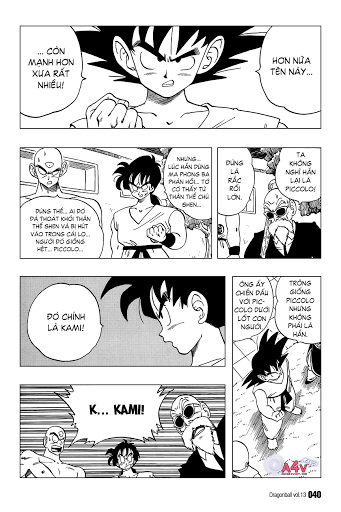 HƠN NỮA
TÊN NÀY...
... CÒN
MẠNH HƠN
XƯA RẤT
NHIỀU!
TA
KHÔNG
NGHĨ HẮN
LẠI LÀ
PICCOLO!
ĐÚNG
LÀ
RẮC
RỐI
LỚN.
NHƯNG...
LÚC HẮN DÙNG
MA PHONG BA
PHẢN HỒI... TỚ
CÓ THẤY TỪ
THÂN THỂ CHÚ
SHEN...
ĐÚNG THẾ... AI ĐÓ
ĐÃ THOÁT KHỎI THÂN
THỂ SHEN VÀ BỊ HÚT
VÀO TRONG CÁI LỌ...
NGƯỜI ĐÓ GIỐNG
HỆT... PICCOLO...
TRÔNG
GIỐNG
PICCOLO
NHƯNG
KHÔNG
PHẢI LÀ
HẮN.
ÔNG ẤY
CHIẾN ĐẤU
VỚI PIC-
COLO DƯỚI
LỐT CON
NGƯỜI.
ĐÓ CHÍNH
LÀ KAMI!
K... KAMI!
A4V
Dragonball vol.13 040